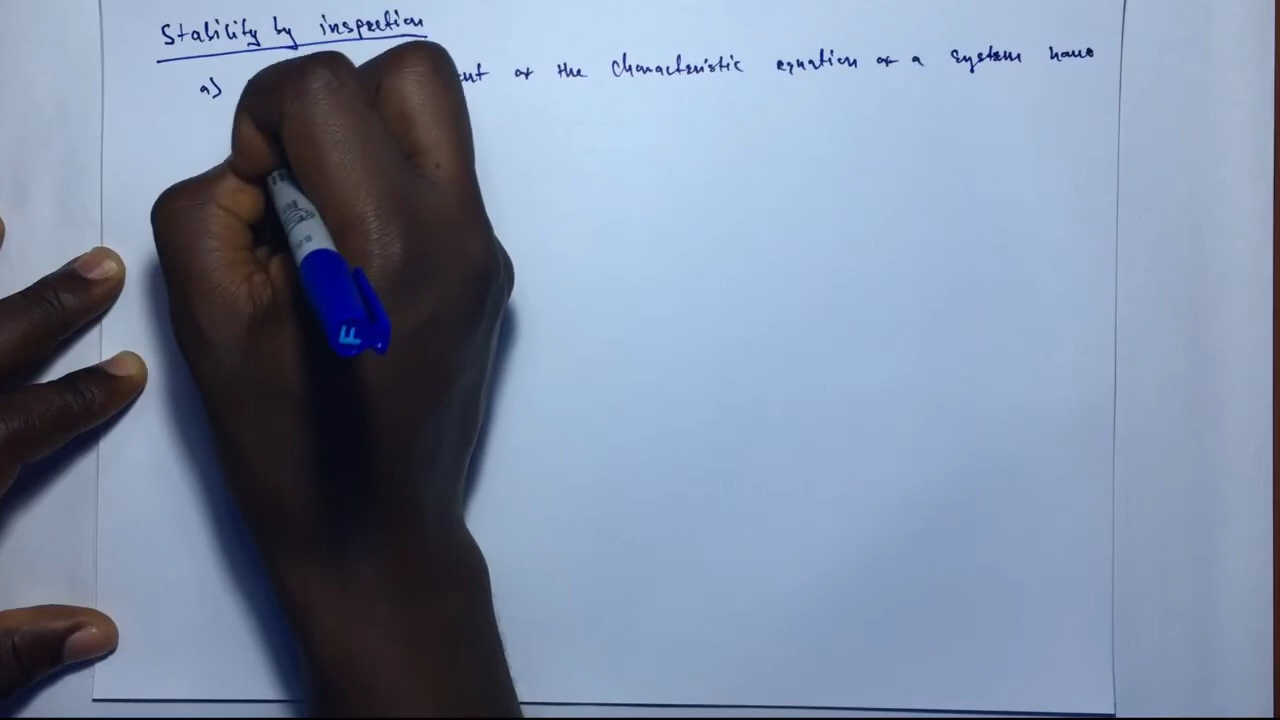 Stability by inspection
a) of the characteristic equation of a system have
F